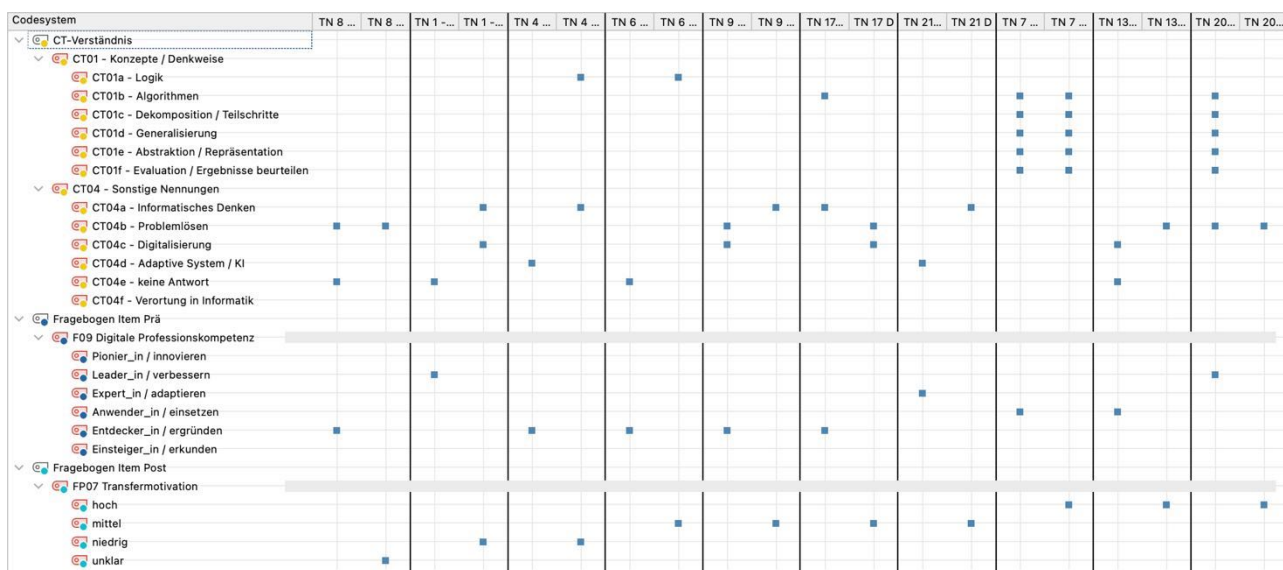 Codesystem TN 8 ... TN 8 ... TN 1 -... TN 1 -... TN 4 ... TN 4 ... TN 6 ... TN 6 ... TN 9 ... TN 9 ... TN 17... TN 17 D TN 21... TN 21 D TN 7 ... TN 7 ... TN 13... TN 13... TN 20... TN 20...
CT-Verständnis
CT01 - Konzepte / Denkweise
CT01a - Logik
CT01b - Algorithmen
CT01c - Dekomposition / Teilschritte
CT01d - Generalisierung
CT01e - Abstraktion / Repräsentation
CT01f - Evaluation / Ergebnisse beurteilen
CT04 - Sonstige Nennungen
CT04a - Informatisches Denken
CT04b - Problemlösen
CT04c - Digitalisierung
CT04d - Adaptive System / KI
CT04e - keine Antwort
CT04f - Verortung in Informatik
Fragebogen Item Prä
F09 Digitale Professionskompetenz
Pionier_in / innovieren
Leader_in / verbessern
Expert_in / adaptieren
Anwender_in / einsetzen
Entdecker_in / ergründen
Einsteiger_in / erkunden
Fragebogen Item Post
FP07 Transfermotivation
hoch
mittel
niedrig
unklar